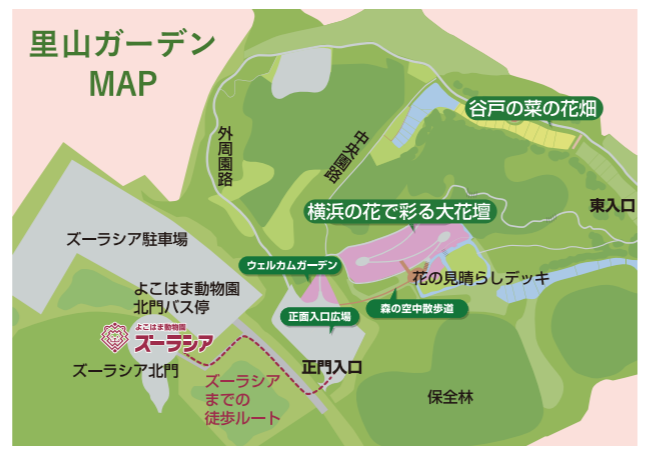 里山ガーデン
MAP
谷戸の菜の花畑
中央園路
外周園路
横浜の花で彩る大花壇
東入口
ズーラシア駐車場
ウェルカムガーデン
花の見晴らしデッキ
よこはま動物園
北門バス停
正面入口広場
森の空中散歩道
よこはま動物園
ズーラシア
ズーラシア北門
正門入口
ズーラシア
までの
徒歩ルート
保全林